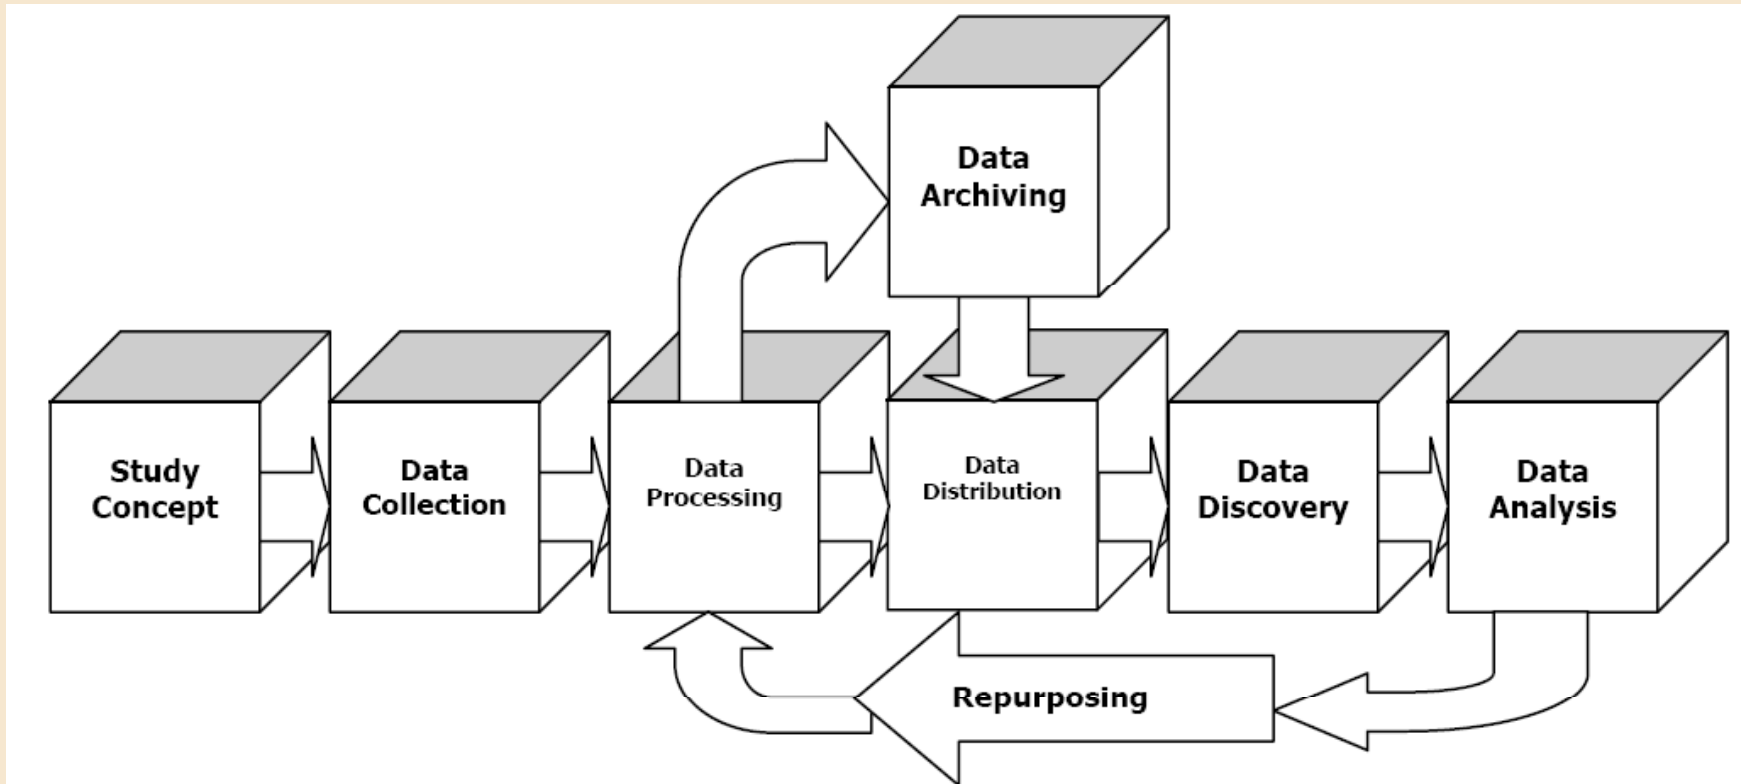 Data
Archiving
Study
Concept
Data
Collection
Data
Processing
Data
Distribution
Data
Discovery
Data
Analysis
Repurposing